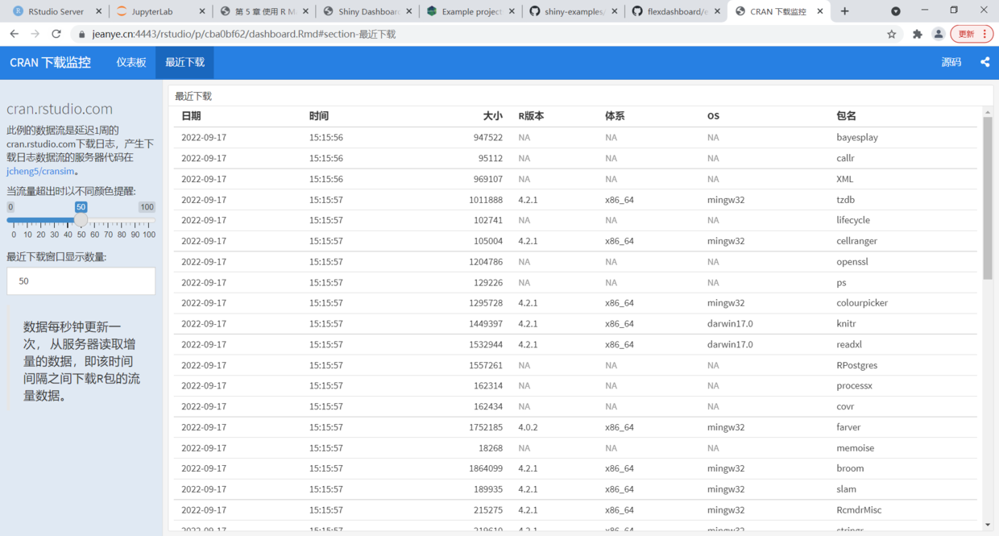 RStudio Server
JupyterLab
第 5 章 使用 R M
Shiny Dashboar
Example project
shiny-examples/
flexdashboard/e
CRAN 下载监控
jeanye.cn:4443/rstudio/p/cba0bf62/dashboard.Rmd#section-最近下载
更新
CRAN 下载监控 仪表板 最近下载 源码
cran.rstudio.com
此例的数据流是延迟1周的
cran.rstudio.com下载日志，产生下
载日志数据流的服务器代码在
jcheng5/cransim。
当流量超出时以不同颜色提醒:
0 50 100
0 10 20 30 40 50 60 70 80 90 100
最近下载窗口显示数量:
50
数据每秒钟更新一
次，从服务器读取增
量的数据，即该时间
间隔之间下载R包的流
量数据。
最近下载
日期 时间 大小 R版本 体系 OS 包名
2022-09-17 15:15:56 947522 NA NA NA bayesplay
2022-09-17 15:15:56 95112 NA NA NA callr
2022-09-17 15:15:56 969107 NA NA NA XML
2022-09-17 15:15:57 1011888 4.2.1 x86_64 mingw32 tzdb
2022-09-17 15:15:57 102741 NA NA NA lifecycle
2022-09-17 15:15:57 105004 4.2.1 x86_64 mingw32 cellranger
2022-09-17 15:15:57 1204786 NA NA NA openssl
2022-09-17 15:15:57 129226 NA NA NA ps
2022-09-17 15:15:57 1295728 4.2.1 x86_64 mingw32 colourpicker
2022-09-17 15:15:57 1449397 4.2.1 x86_64 darwin17.0 knitr
2022-09-17 15:15:57 1532944 4.2.1 x86_64 darwin17.0 readxl
2022-09-17 15:15:57 1557261 NA NA NA RPostgres
2022-09-17 15:15:57 162314 NA NA NA processx
2022-09-17 15:15:57 162434 NA NA NA covr
2022-09-17 15:15:57 1752185 4.0.2 x86_64 mingw32 farver
2022-09-17 15:15:57 18268 NA NA NA memoise
2022-09-17 15:15:57 1864099 4.2.1 x86_64 mingw32 broom
2022-09-17 15:15:57 189935 4.2.1 x86_64 mingw32 slam
2022-09-17 15:15:57 215275 4.2.1 x86_64 mingw32 RcmdrMisc
2022-09-17 15:15:57 219610 4.2.1 x86_64 mingw32 stringr